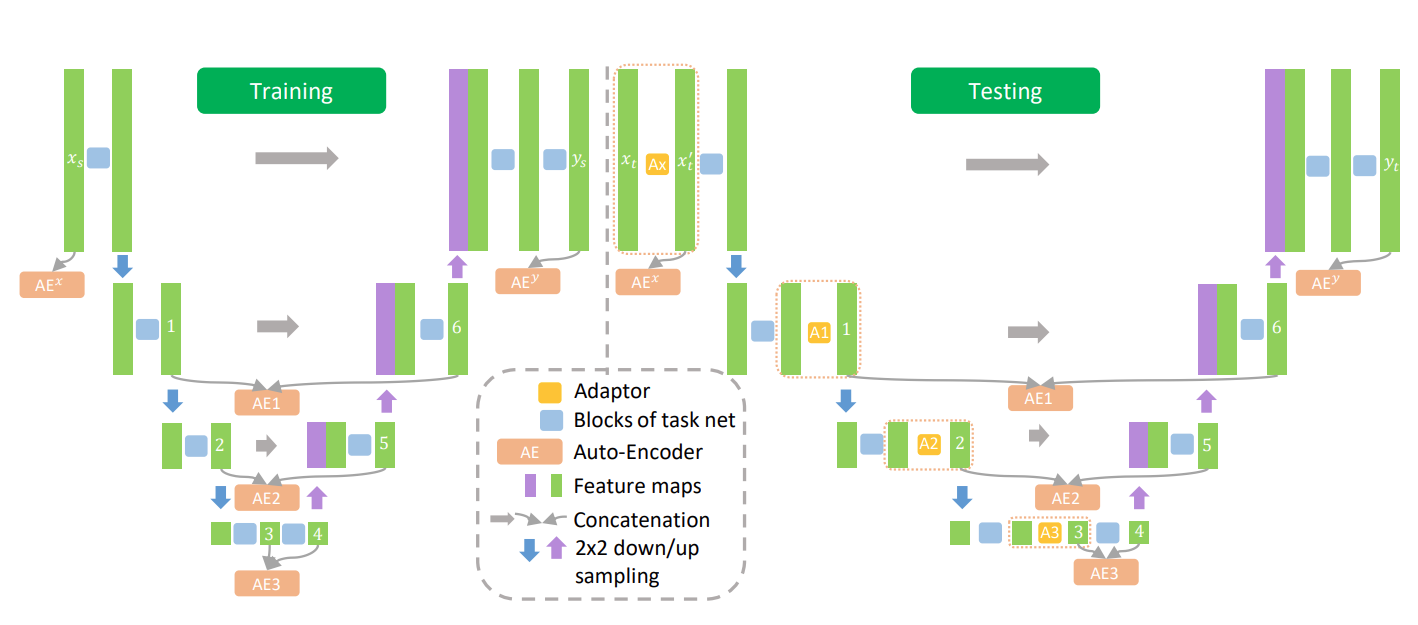 Training
Testing
x_s
y_s
x_t
Ax
x'_t
y_t
AE^x
AE^y
AE^x
AE^y
1
6
A1
1
6
AE1
AE1
2
5
A2
2
5
AE2
AE2
3
4
A3
3
4
AE3
AE3
Adaptor
Blocks of task net
AE
Auto-Encoder
Feature maps
Concatenation
2x2 down/up
sampling